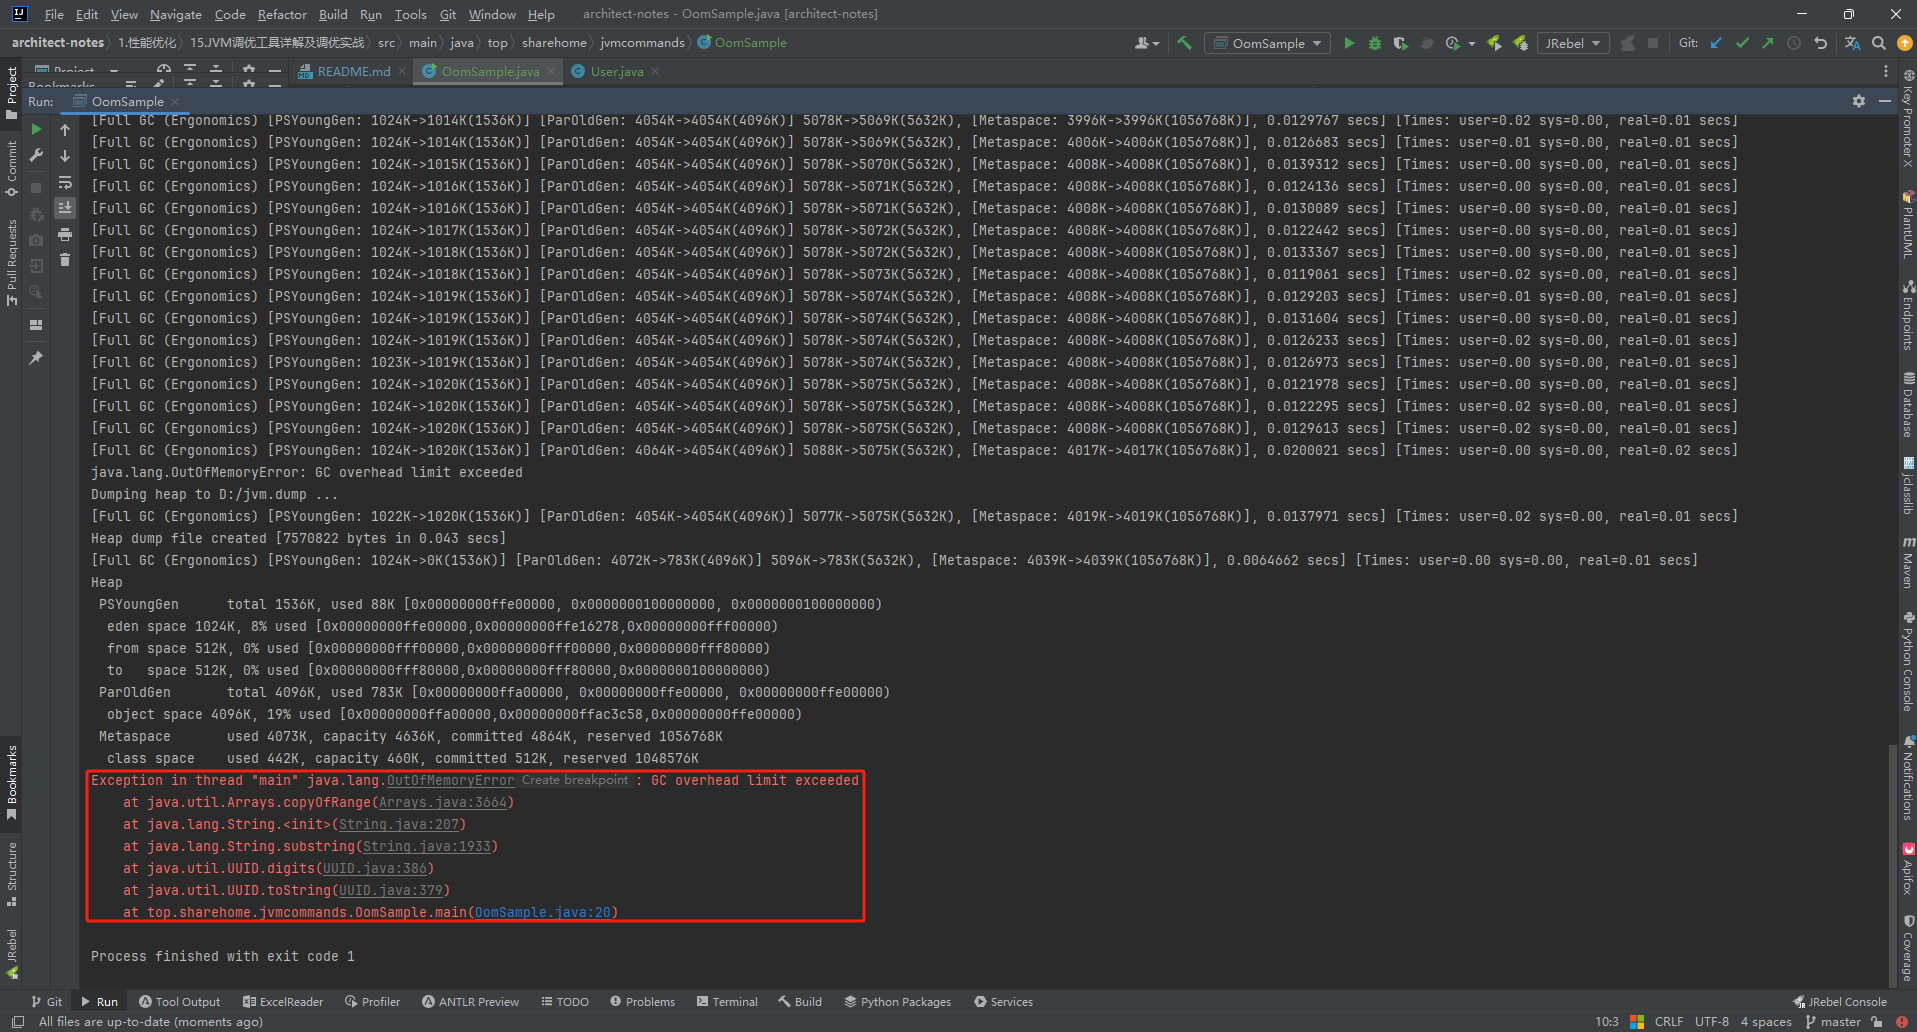 File Edit View Navigate Code Refactor Build Run Tools Git Window Help architect-notes - OomSample.java [architect-notes]
architect-notes 1.性能优化 15.JVM调优工具详解及调优实战 src main java top sharehome jvmcommands OomSample OomSample JRebel Git:
Project README.md OomSample.java User.java
Bookmarks
Run: OomSample
[Full GC (Ergonomics) [PSYoungGen: 1024K->1014K(1536K)] [ParOldGen: 4054K->4054K(4096K)] 5078K->5069K(5632K), [Metaspace: 3996K->3996K(1056768K)], 0.0129767 secs] [Times: user=0.02 sys=0.00, real=0.01 secs]
[Full GC (Ergonomics) [PSYoungGen: 1024K->1014K(1536K)] [ParOldGen: 4054K->4054K(4096K)] 5078K->5069K(5632K), [Metaspace: 4006K->4006K(1056768K)], 0.0126683 secs] [Times: user=0.01 sys=0.00, real=0.01 secs]
[Full GC (Ergonomics) [PSYoungGen: 1024K->1015K(1536K)] [ParOldGen: 4054K->4054K(4096K)] 5078K->5070K(5632K), [Metaspace: 4008K->4008K(1056768K)], 0.0139312 secs] [Times: user=0.00 sys=0.00, real=0.01 secs]
[Full GC (Ergonomics) [PSYoungGen: 1024K->1016K(1536K)] [ParOldGen: 4054K->4054K(4096K)] 5078K->5071K(5632K), [Metaspace: 4008K->4008K(1056768K)], 0.0124136 secs] [Times: user=0.00 sys=0.00, real=0.01 secs]
[Full GC (Ergonomics) [PSYoungGen: 1024K->1016K(1536K)] [ParOldGen: 4054K->4054K(4096K)] 5078K->5071K(5632K), [Metaspace: 4008K->4008K(1056768K)], 0.0130089 secs] [Times: user=0.00 sys=0.00, real=0.01 secs]
[Full GC (Ergonomics) [PSYoungGen: 1024K->1017K(1536K)] [ParOldGen: 4054K->4054K(4096K)] 5078K->5072K(5632K), [Metaspace: 4008K->4008K(1056768K)], 0.0122442 secs] [Times: user=0.00 sys=0.00, real=0.01 secs]
[Full GC (Ergonomics) [PSYoungGen: 1024K->1018K(1536K)] [ParOldGen: 4054K->4054K(4096K)] 5078K->5072K(5632K), [Metaspace: 4008K->4008K(1056768K)], 0.0133367 secs] [Times: user=0.00 sys=0.00, real=0.01 secs]
[Full GC (Ergonomics) [PSYoungGen: 1024K->1018K(1536K)] [ParOldGen: 4054K->4054K(4096K)] 5078K->5073K(5632K), [Metaspace: 4008K->4008K(1056768K)], 0.0119061 secs] [Times: user=0.02 sys=0.00, real=0.01 secs]
[Full GC (Ergonomics) [PSYoungGen: 1024K->1019K(1536K)] [ParOldGen: 4054K->4054K(4096K)] 5078K->5074K(5632K), [Metaspace: 4008K->4008K(1056768K)], 0.0129203 secs] [Times: user=0.01 sys=0.00, real=0.01 secs]
[Full GC (Ergonomics) [PSYoungGen: 1024K->1019K(1536K)] [ParOldGen: 4054K->4054K(4096K)] 5078K->5074K(5632K), [Metaspace: 4008K->4008K(1056768K)], 0.0131604 secs] [Times: user=0.00 sys=0.00, real=0.01 secs]
[Full GC (Ergonomics) [PSYoungGen: 1024K->1019K(1536K)] [ParOldGen: 4054K->4054K(4096K)] 5078K->5074K(5632K), [Metaspace: 4008K->4008K(1056768K)], 0.0126233 secs] [Times: user=0.02 sys=0.00, real=0.01 secs]
[Full GC (Ergonomics) [PSYoungGen: 1023K->1019K(1536K)] [ParOldGen: 4054K->4054K(4096K)] 5078K->5074K(5632K), [Metaspace: 4008K->4008K(1056768K)], 0.0126973 secs] [Times: user=0.00 sys=0.00, real=0.01 secs]
[Full GC (Ergonomics) [PSYoungGen: 1024K->1020K(1536K)] [ParOldGen: 4054K->4054K(4096K)] 5078K->5075K(5632K), [Metaspace: 4008K->4008K(1056768K)], 0.0121978 secs] [Times: user=0.00 sys=0.00, real=0.01 secs]
[Full GC (Ergonomics) [PSYoungGen: 1024K->1020K(1536K)] [ParOldGen: 4054K->4054K(4096K)] 5078K->5075K(5632K), [Metaspace: 4008K->4008K(1056768K)], 0.0122295 secs] [Times: user=0.02 sys=0.00, real=0.01 secs]
[Full GC (Ergonomics) [PSYoungGen: 1024K->1020K(1536K)] [ParOldGen: 4054K->4054K(4096K)] 5078K->5075K(5632K), [Metaspace: 4008K->4008K(1056768K)], 0.0129613 secs] [Times: user=0.02 sys=0.00, real=0.01 secs]
[Full GC (Ergonomics) [PSYoungGen: 1024K->1020K(1536K)] [ParOldGen: 4064K->4054K(4096K)] 5088K->5075K(5632K), [Metaspace: 4017K->4017K(1056768K)], 0.0200021 secs] [Times: user=0.00 sys=0.00, real=0.02 secs]
java.lang.OutOfMemoryError: GC overhead limit exceeded
Dumping heap to D:/jvm.dump ...
[Full GC (Ergonomics) [PSYoungGen: 1022K->1020K(1536K)] [ParOldGen: 4054K->4054K(4096K)] 5077K->5075K(5632K), [Metaspace: 4019K->4019K(1056768K)], 0.0137971 secs] [Times: user=0.02 sys=0.00, real=0.01 secs]
Heap dump file created [7570822 bytes in 0.043 secs]
[Full GC (Ergonomics) [PSYoungGen: 1024K->0K(1536K)] [ParOldGen: 4072K->783K(4096K)] 5096K->783K(5632K), [Metaspace: 4039K->4039K(1056768K)], 0.0064662 secs] [Times: user=0.00 sys=0.00, real=0.01 secs]
Heap
PSYoungGen total 1536K, used 88K [0x00000000ffe00000, 0x0000000100000000, 0x0000000100000000)
eden space 1024K, 8% used [0x00000000ffe00000,0x00000000ffe16278,0x00000000fff00000)
from space 512K, 0% used [0x00000000fff00000,0x00000000fff00000,0x00000000fff80000)
to space 512K, 0% used [0x00000000fff80000,0x00000000fff80000,0x0000000100000000)
ParOldGen total 4096K, used 783K [0x00000000ffa00000, 0x00000000ffe00000, 0x00000000ffe00000)
object space 4096K, 19% used [0x00000000ffa00000,0x00000000ffac3c58,0x00000000ffe00000)
Metaspace used 4073K, capacity 4636K, committed 4864K, reserved 1056768K
class space used 442K, capacity 460K, committed 512K, reserved 1048576K
Exception in thread "main" java.lang.OutOfMemoryError Create breakpoint : GC overhead limit exceeded
at java.util.Arrays.copyOfRange(Arrays.java:3664)
at java.lang.String.<init>(String.java:207)
at java.lang.String.substring(String.java:1933)
at java.util.UUID.digits(UUID.java:386)
at java.util.UUID.toString(UUID.java:379)
at top.sharehome.jvmcommands.OomSample.main(OomSample.java:20)
Process finished with exit code 1
Project
Commit
Pull Requests
Bookmarks
Structure
JRebel
Key Promoter X
PlantUML
Endpoints
Database
jclasslib
Maven
Python Console
Notifications
Apifox
Coverage
Git Run Tool Output ExcelReader Profiler ANTLR Preview TODO Problems Terminal Build Python Packages Services JRebel Console
All files are up-to-date (moments ago) 10:3 CRLF UTF-8 4 spaces master